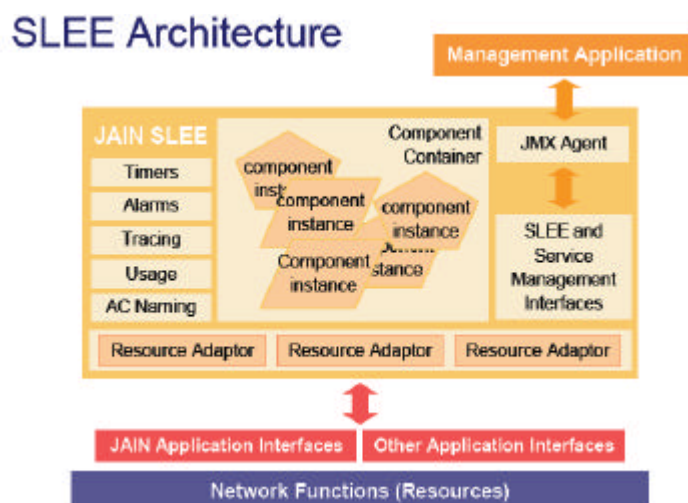 SLEE Architecture
Management Application
JAIN SLEE
Timers
Alarms
Tracing
Usage
AC Naming
Component
Container
component
component
instance
component
instance
Component
instance
JMX Agent
SLEE and
Service
Management
Interfaces
Resource Adaptor
Resource Adaptor
Resource Adaptor
JAIN Application Interfaces
Other Application Interfaces
Network Functions (Resources)